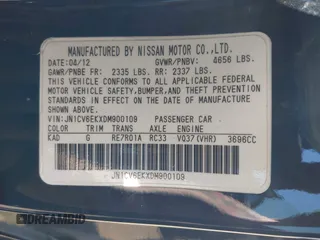 MANUFACTURED BY NISSAN MOTOR CO.,LTD.
DATE: 04/12 GVWR/PNBV: 4656 LBS.
GAWR/PNBE FR: 2335 LBS. RR: 2337 LBS.
THIS VEHICLE CONFORMS TO ALL APPLICABLE FEDERAL
MOTOR VEHICLE SAFETY, BUMPER, AND THEFT PREVENTION
STANDARDS IN EFFECT ON THE DATE OF MANUFACTURE
SHOWN ABOVE.
VIN: JN1CV6EKXDM900109 PASSENGER CAR
COLOR TRIM TRANS AXLE ENGINE
KAD G RE7R01A RC33 VQ37(VHR) 3696CC
JN1CV6EKXDM900109
DREAMBID